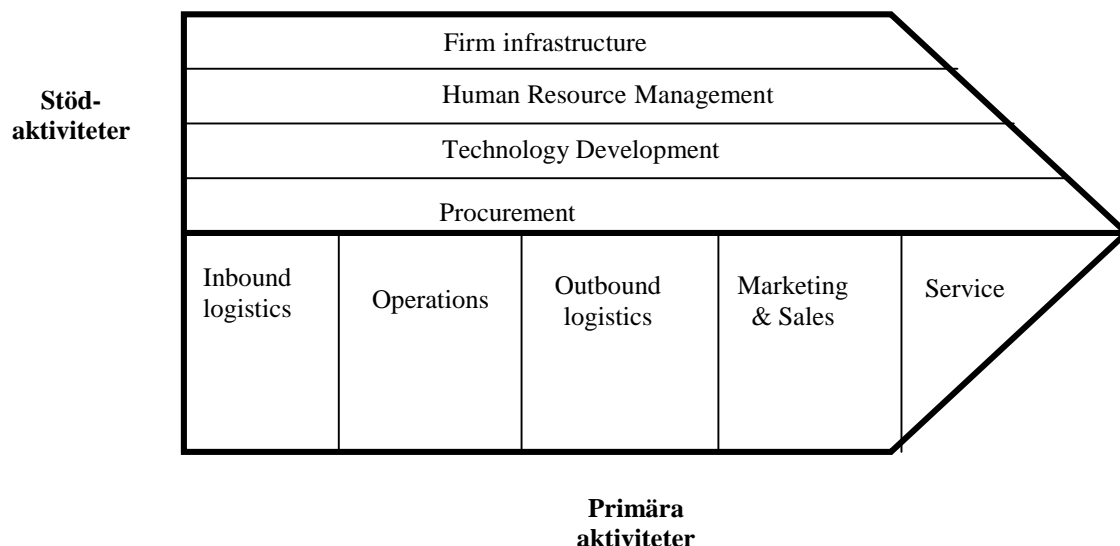 Firm infrastructure
Stöd-
aktiviteter
Human Resource Management
Technology Development
Procurement
Inbound
logistics
Operations
Outbound
logistics
Marketing
& Sales
Service
Primära
aktiviteter